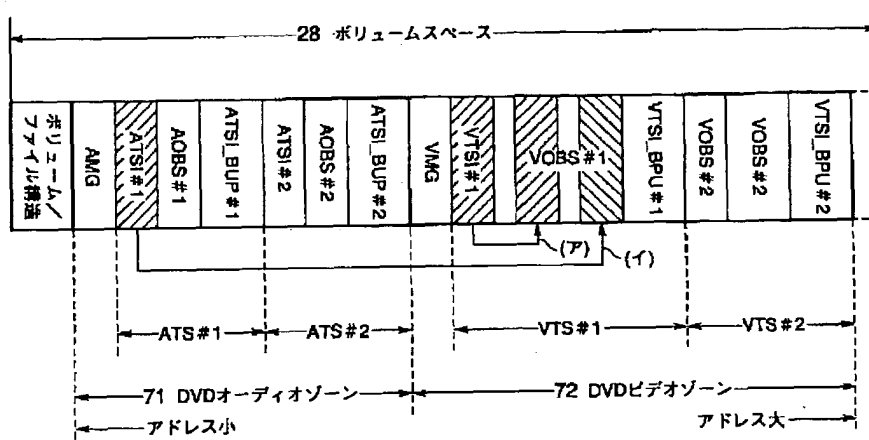 28 ボリュームスペース
ボリューム／
ファイル構造
AMG
ATSI#1
AOBS#1
ATSI_BUP#1
ATSI#2
AOBS#2
ATSI_BUP#2
VMG
VTSI#1
VOBS#1
VTSI_BPU#1
VOBS#2
VOBS#2
VTSI_BPU#2
(ア)
(イ)
ATS#1
ATS#2
VTS#1
VTS#2
71 DVDオーディオゾーン
72 DVDビデオゾーン
アドレス小
アドレス大